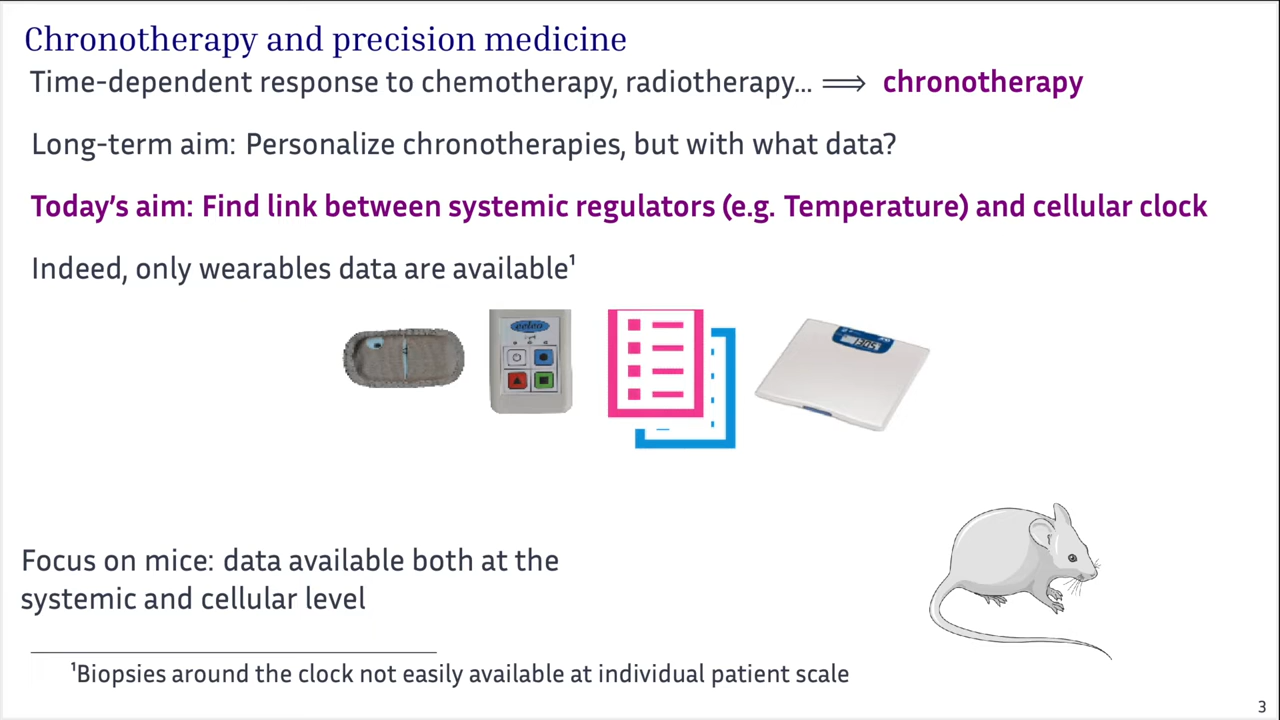 Chronotherapy and precision medicine
Time-dependent response to chemotherapy, radiotherapy... ⟹ chronotherapy
Long-term aim: Personalize chronotherapies, but with what data?
Today's aim: Find link between systemic regulators (e.g. Temperature) and cellular clock
Indeed, only wearables data are available¹
Focus on mice: data available both at the
systemic and cellular level
¹Biopsies around the clock not easily available at individual patient scale
3